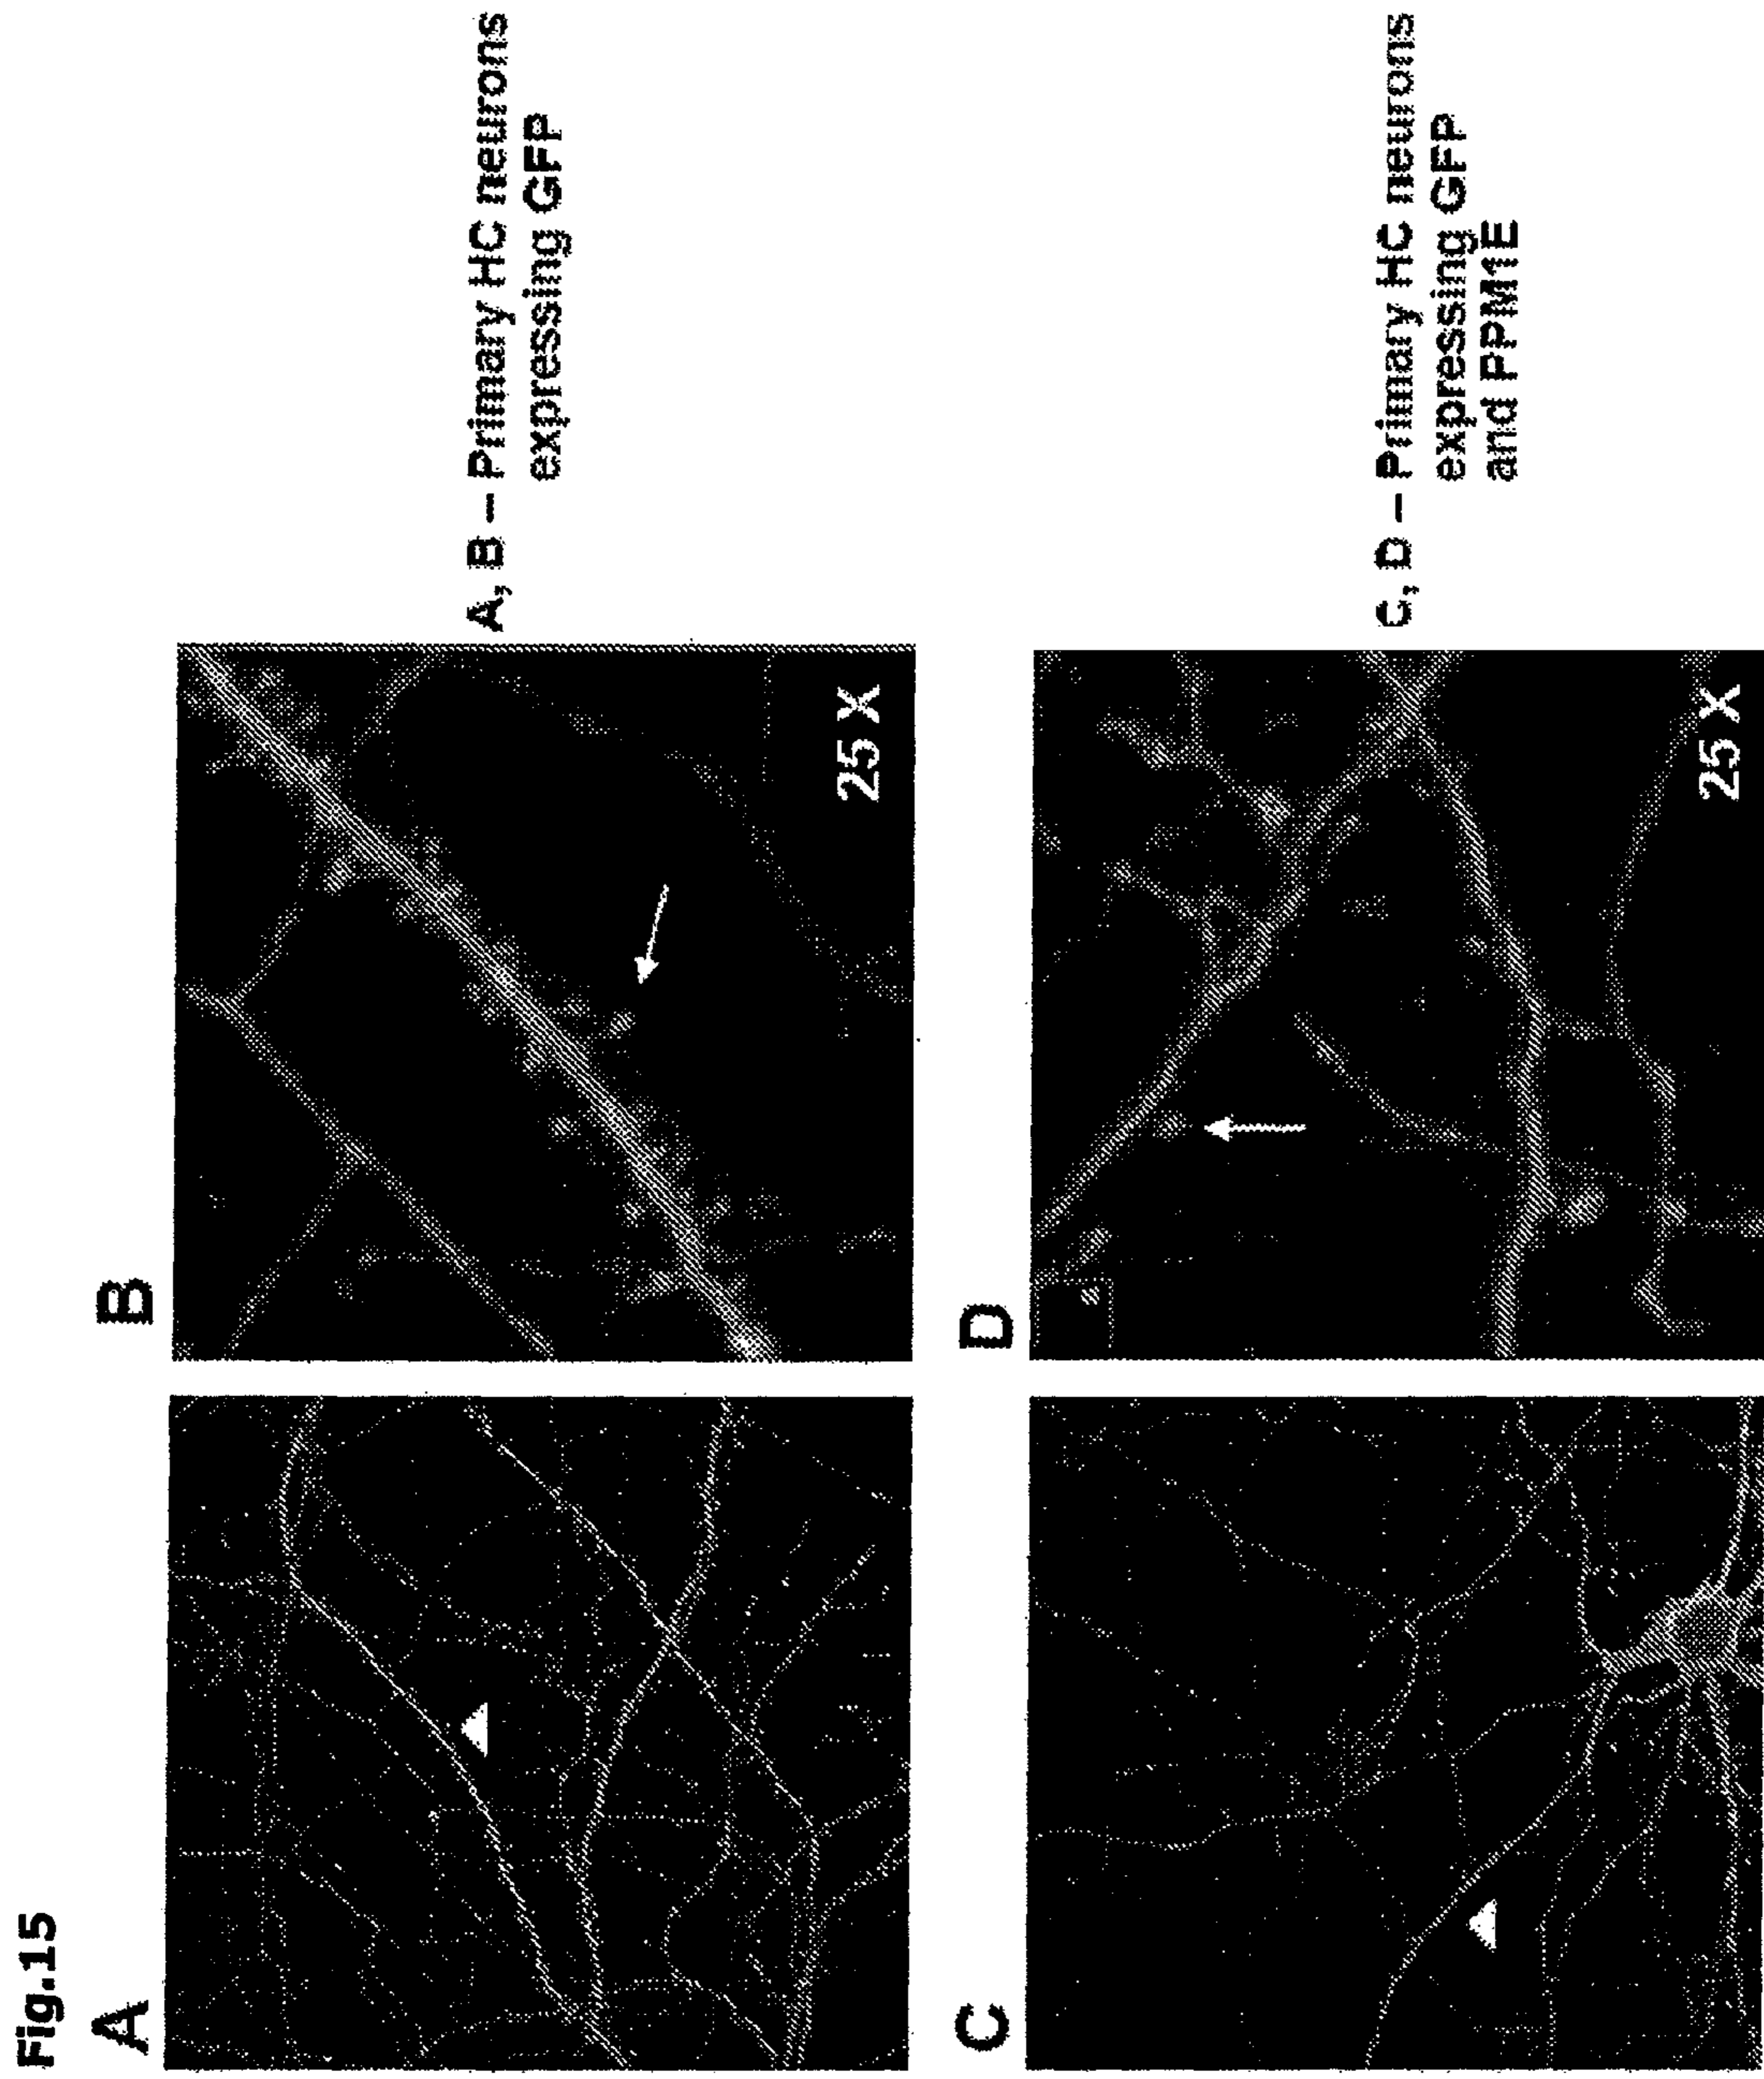 Fig.15
A
B
25 X
A, B – Primary HC neurons
expressing GFP
C
D
25 X
C, D – Primary HC neurons
expressing GFP
and PPM1E